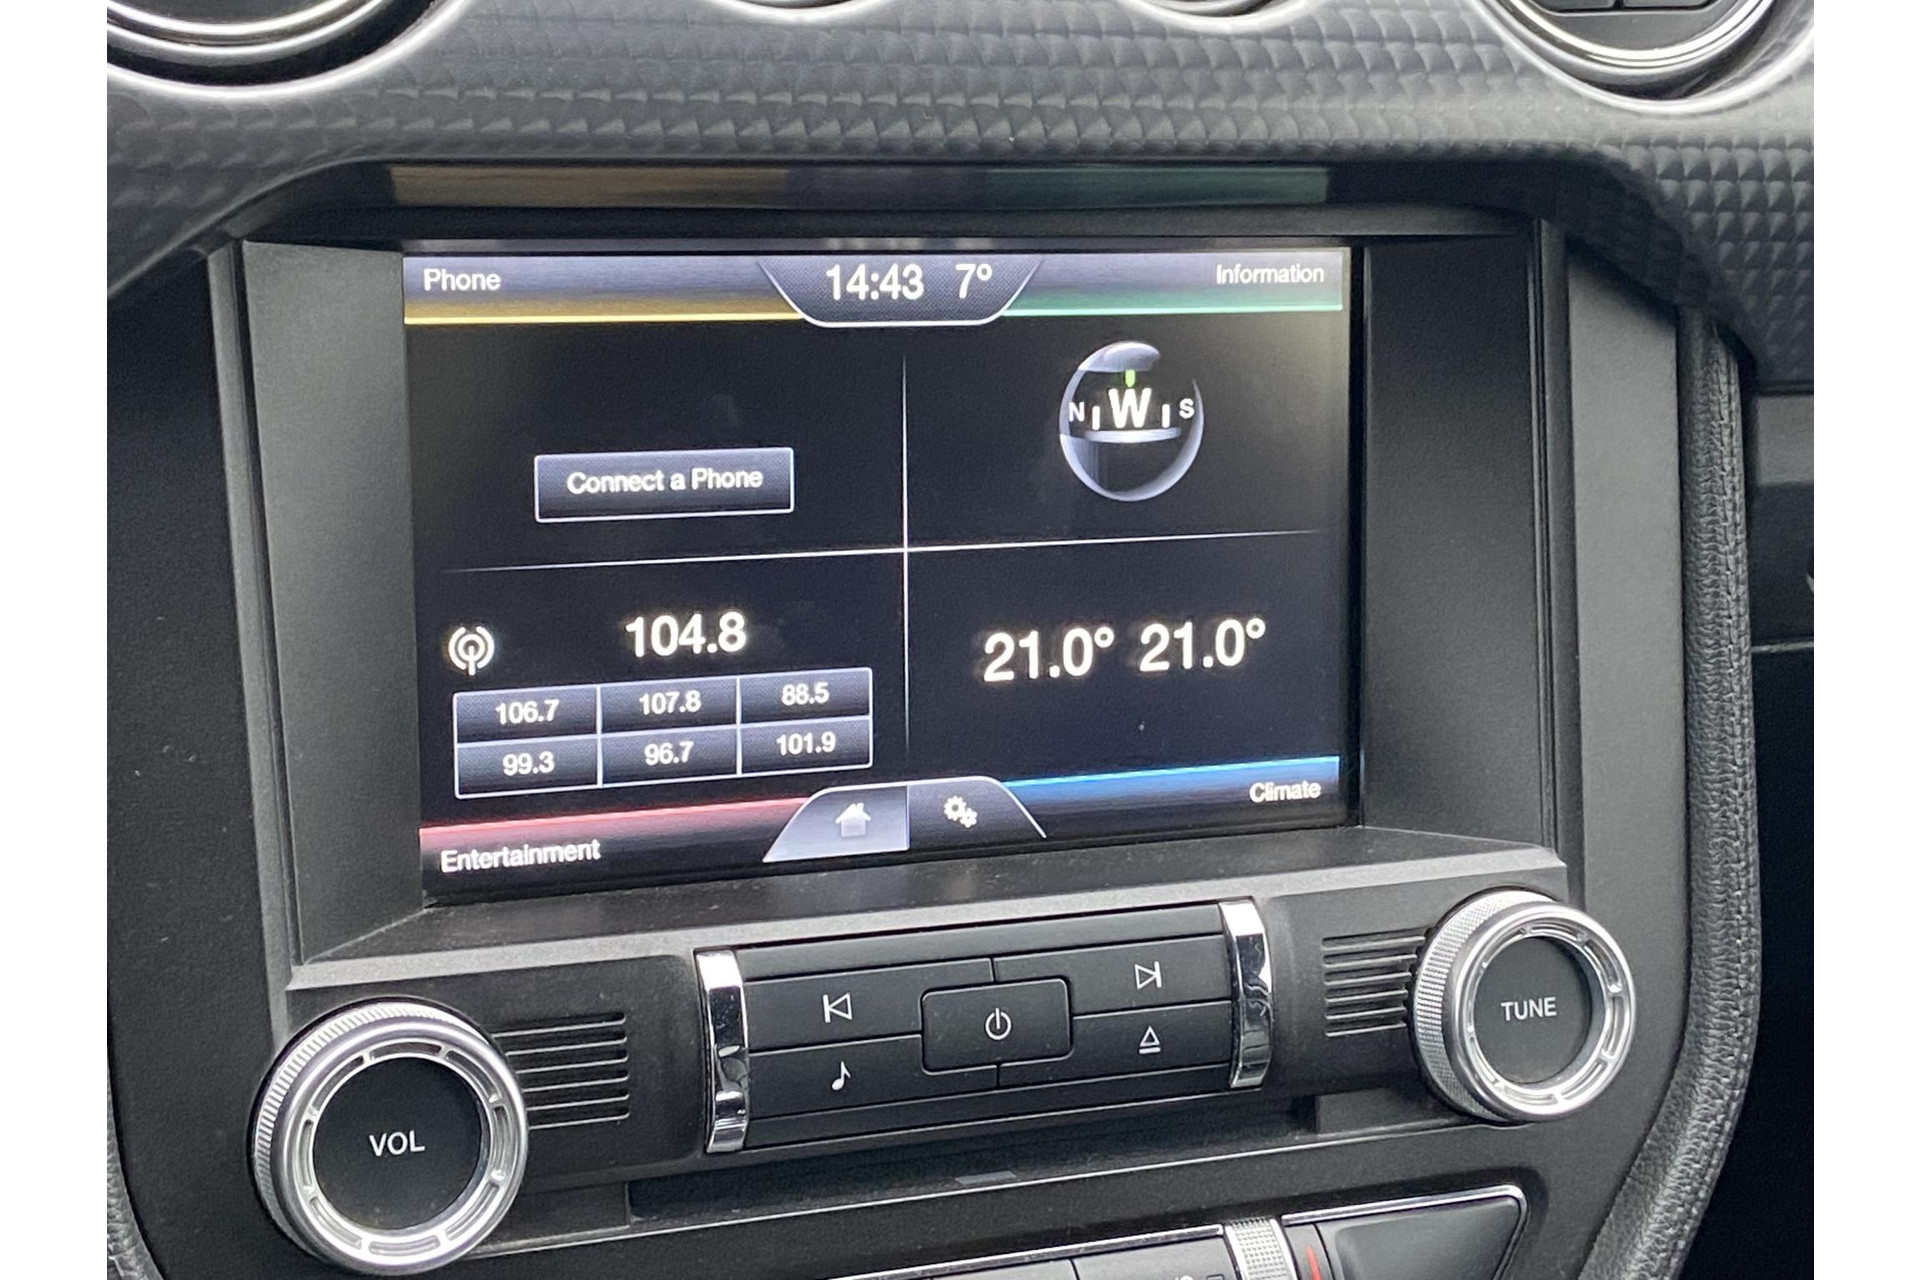 Phone 14:43 7° Information
N W S
Connect a Phone
104.8
21.0° 21.0°
106.7 107.8 88.5
99.3 96.7 101.9
Climate
Entertainment
TUNE
VOL